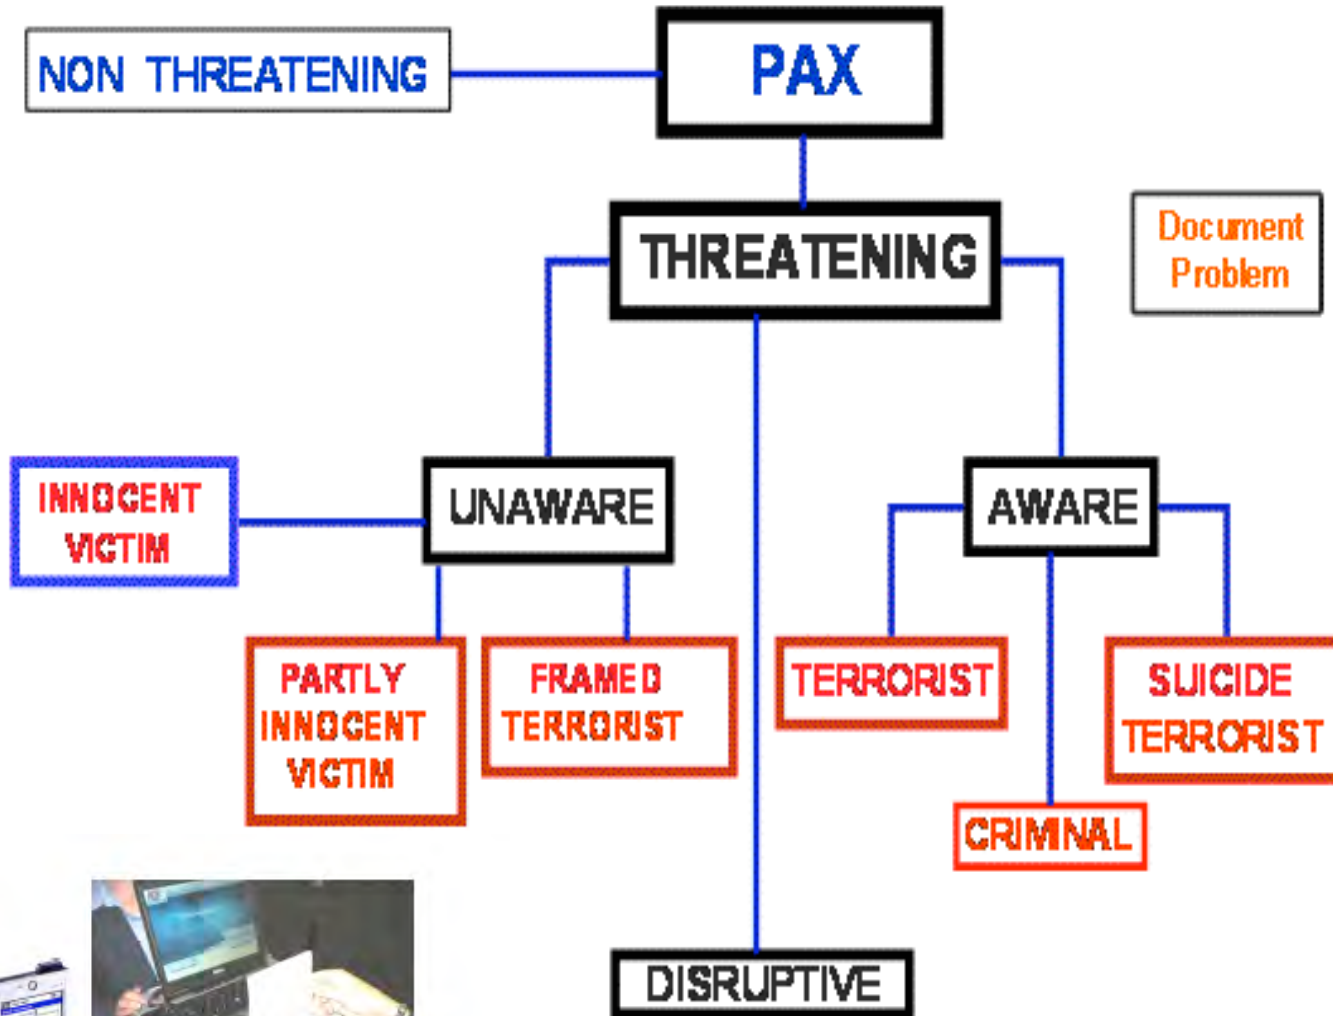 NON THREATENING
PAX
THREATENING
Document
Problem
INNOCENT
VICTIM
UNAWARE
AWARE
PARTLY
INNOCENT
VICTIM
FRAMED
TERRORIST
TERRORIST
SUICIDE
TERRORIST
CRIMINAL
DISRUPTIVE